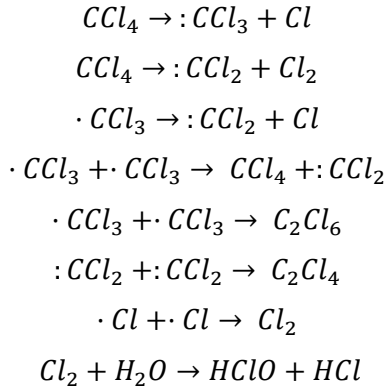 CCl₄ → :CCl₃ + Cl
CCl₄ → :CCl₂ + Cl₂
· CCl₃ → :CCl₂ + Cl
· CCl₃ +· CCl₃ → CCl₄ +:CCl₂
· CCl₃ +· CCl₃ → C₂Cl₆
:CCl₂ +:CCl₂ → C₂Cl₄
· Cl +· Cl → Cl₂
Cl₂ + H₂O → HClO + HCl